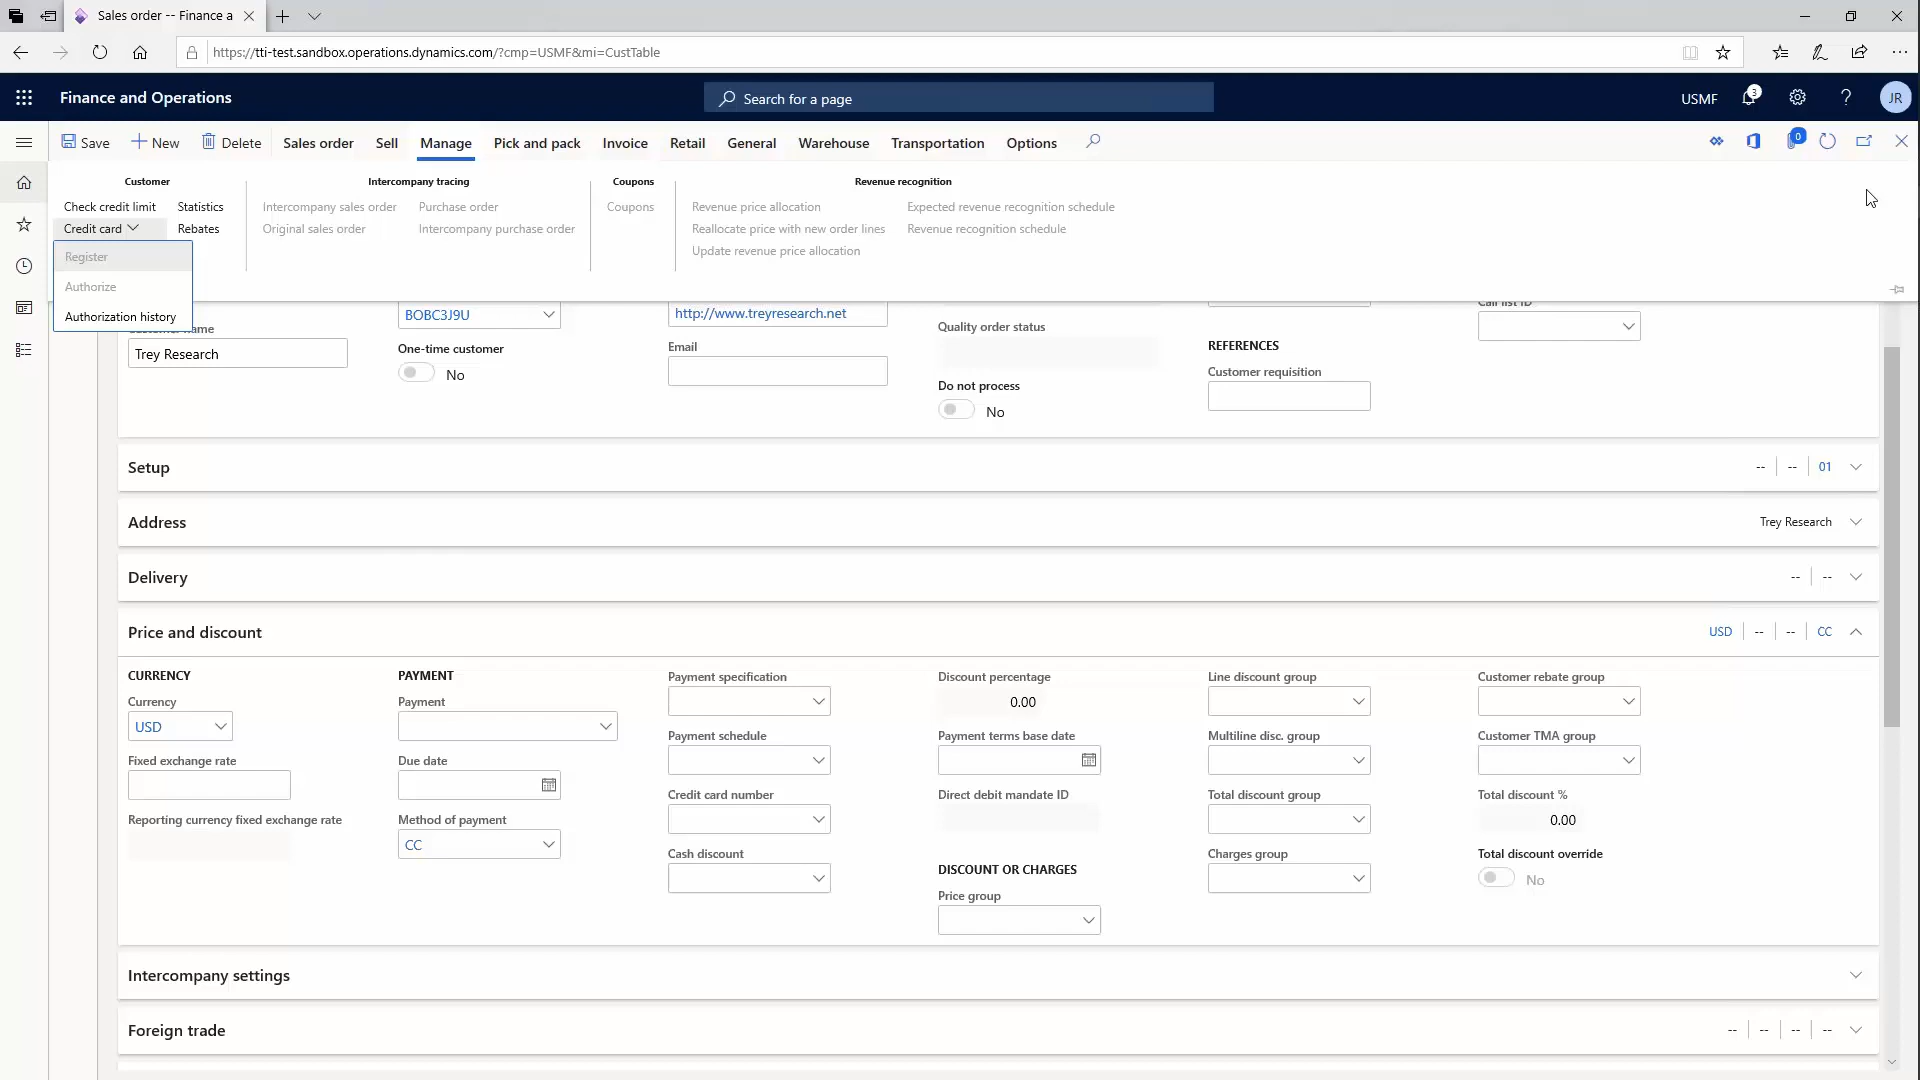 Sales order -- Finance a
https://tti-test.sandbox.operations.dynamics.com/?cmp=USMF&mi=CustTable
Finance and Operations
Search for a page
USMF
3
JR
Save
New
Delete
Sales order
Sell
Manage
Pick and pack
Invoice
Retail
General
Warehouse
Transportation
Options
0
Customer
Check credit limit
Statistics
Credit card
Rebates
Register
Authorize
Authorization history
Intercompany tracing
Intercompany sales order
Purchase order
Original sales order
Intercompany purchase order
Coupons
Coupons
Revenue recognition
Revenue price allocation
Expected revenue recognition schedule
Reallocate price with new order lines
Revenue recognition schedule
Update revenue price allocation
Trey Research
BOBC3J9U
One-time customer
No
http://www.treyresearch.net
Email
Quality order status
Do not process
No
REFERENCES
Customer requisition
Call list ID
Setup
-- | -- | 01
Address
Trey Research
Delivery
-- | --
Price and discount
USD | -- | -- | CC
CURRENCY
Currency
USD
Fixed exchange rate
Reporting currency fixed exchange rate
PAYMENT
Payment
Due date
Method of payment
CC
Payment specification
Payment schedule
Credit card number
Cash discount
Discount percentage
0.00
Payment terms base date
Direct debit mandate ID
DISCOUNT OR CHARGES
Price group
Line discount group
Multiline disc. group
Total discount group
Charges group
Customer rebate group
Customer TMA group
Total discount %
0.00
Total discount override
No
Intercompany settings
Foreign trade
-- | -- | -- | --